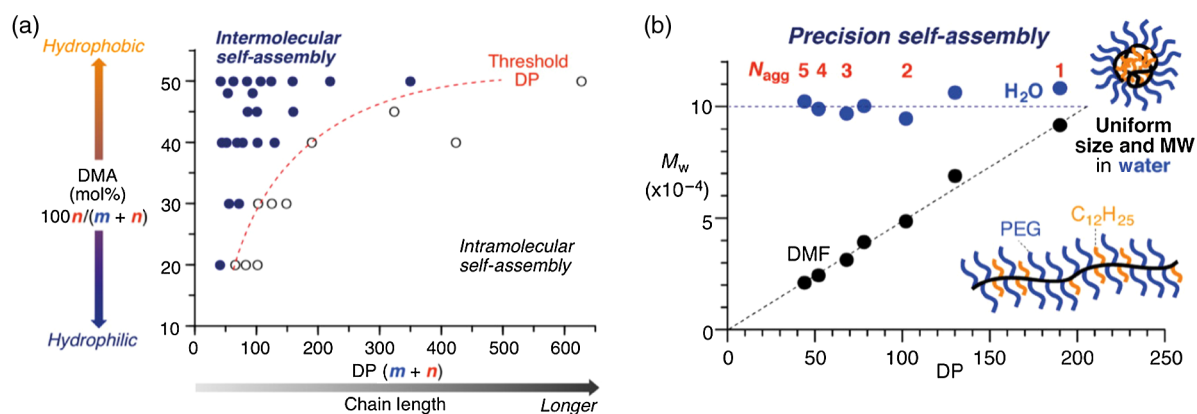 (a)
Hydrophobic
DMA
(mol%)
100n/(m + n)
Hydrophilic
Intermolecular
self-assembly
Threshold
DP
Intramolecular
self-assembly
50
40
30
20
10
0
100
200
300
400
500
600
DP (m + n)
Chain length
Longer
(b)
Precision self-assembly
Nagg
5
4
3
2
1
H2O
Uniform
size and MW
in water
Mw
(x10−4)
10
5
0
DMF
PEG
C12H25
0
50
100
150
200
250
DP